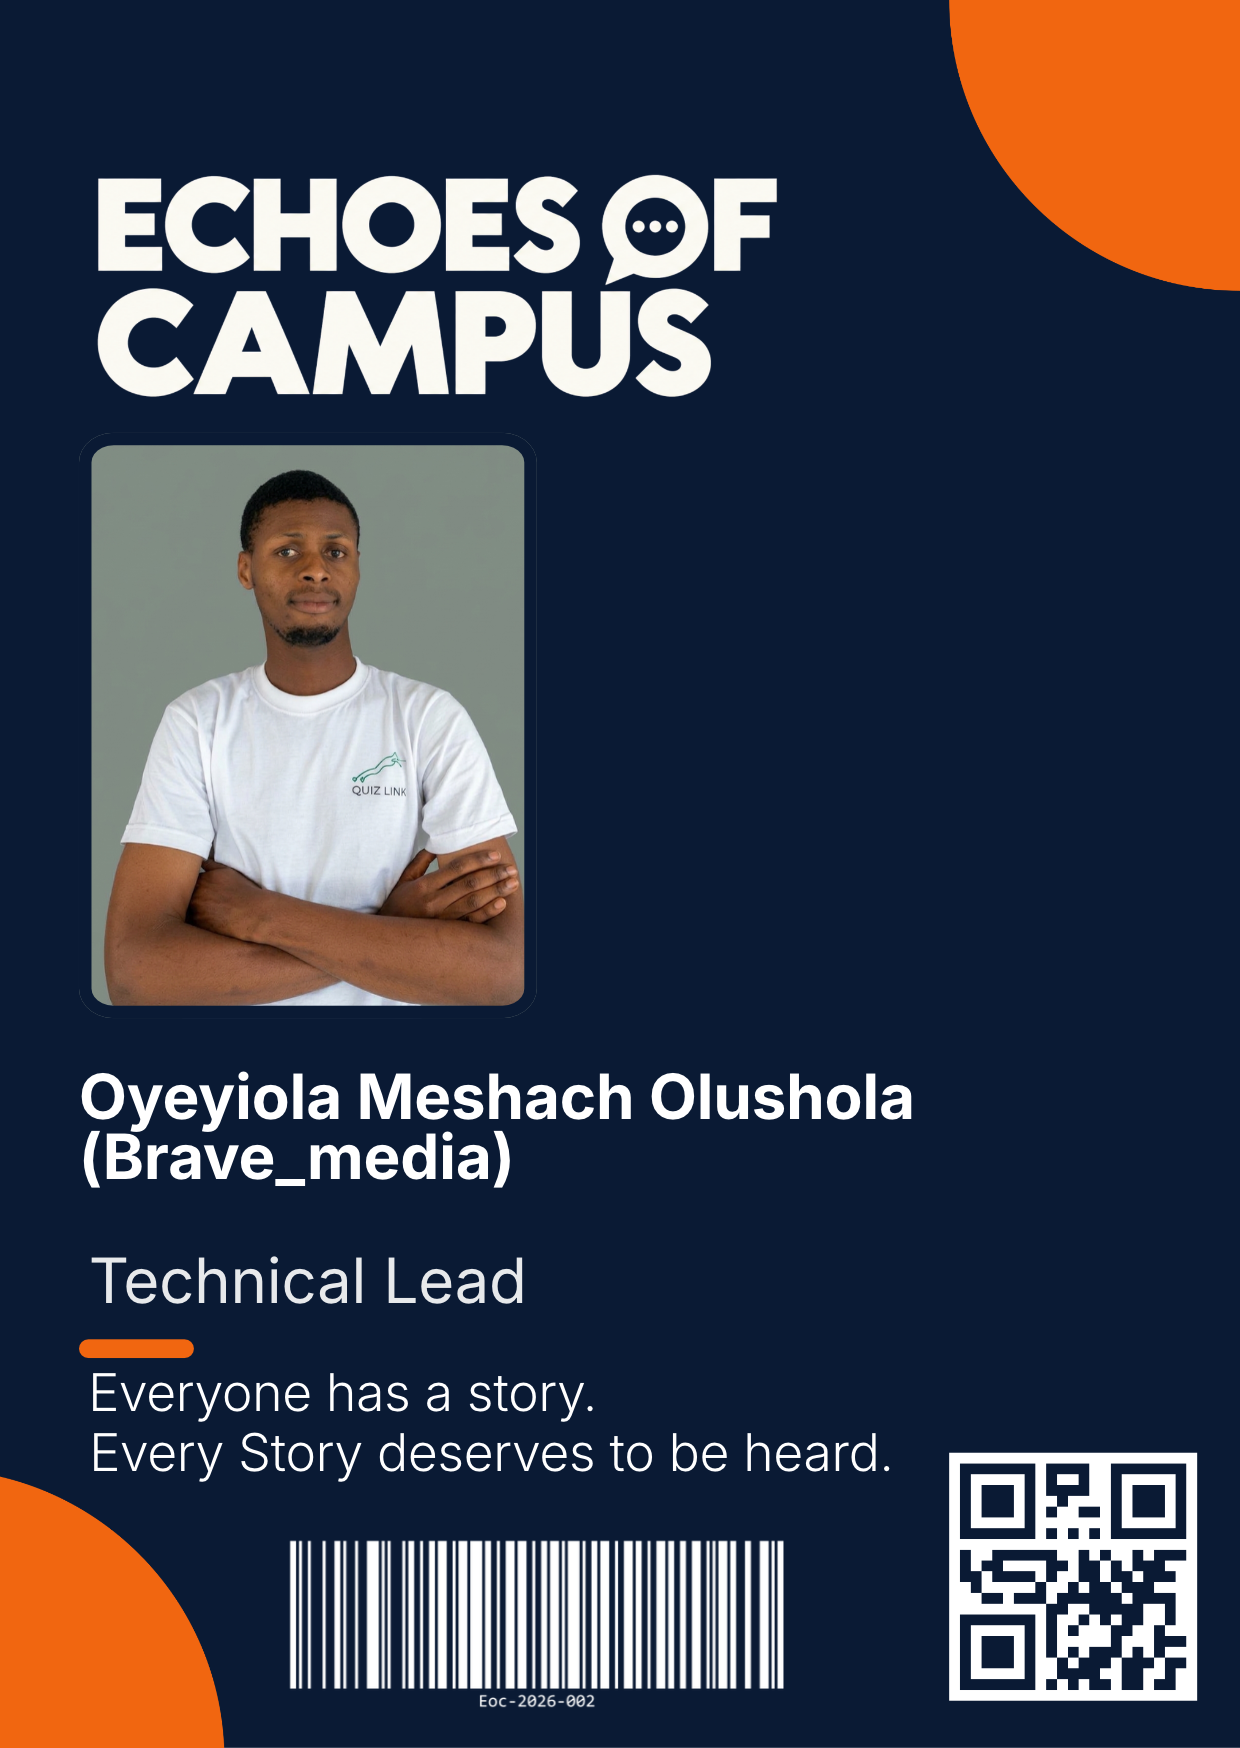 ECHOES OF
CAMPUS
QUIZ LINK
Oyeyiola Meshach Olushola
(Brave_media)
Technical Lead
Everyone has a story.
Every Story deserves to be heard.
Eoc-2026-002